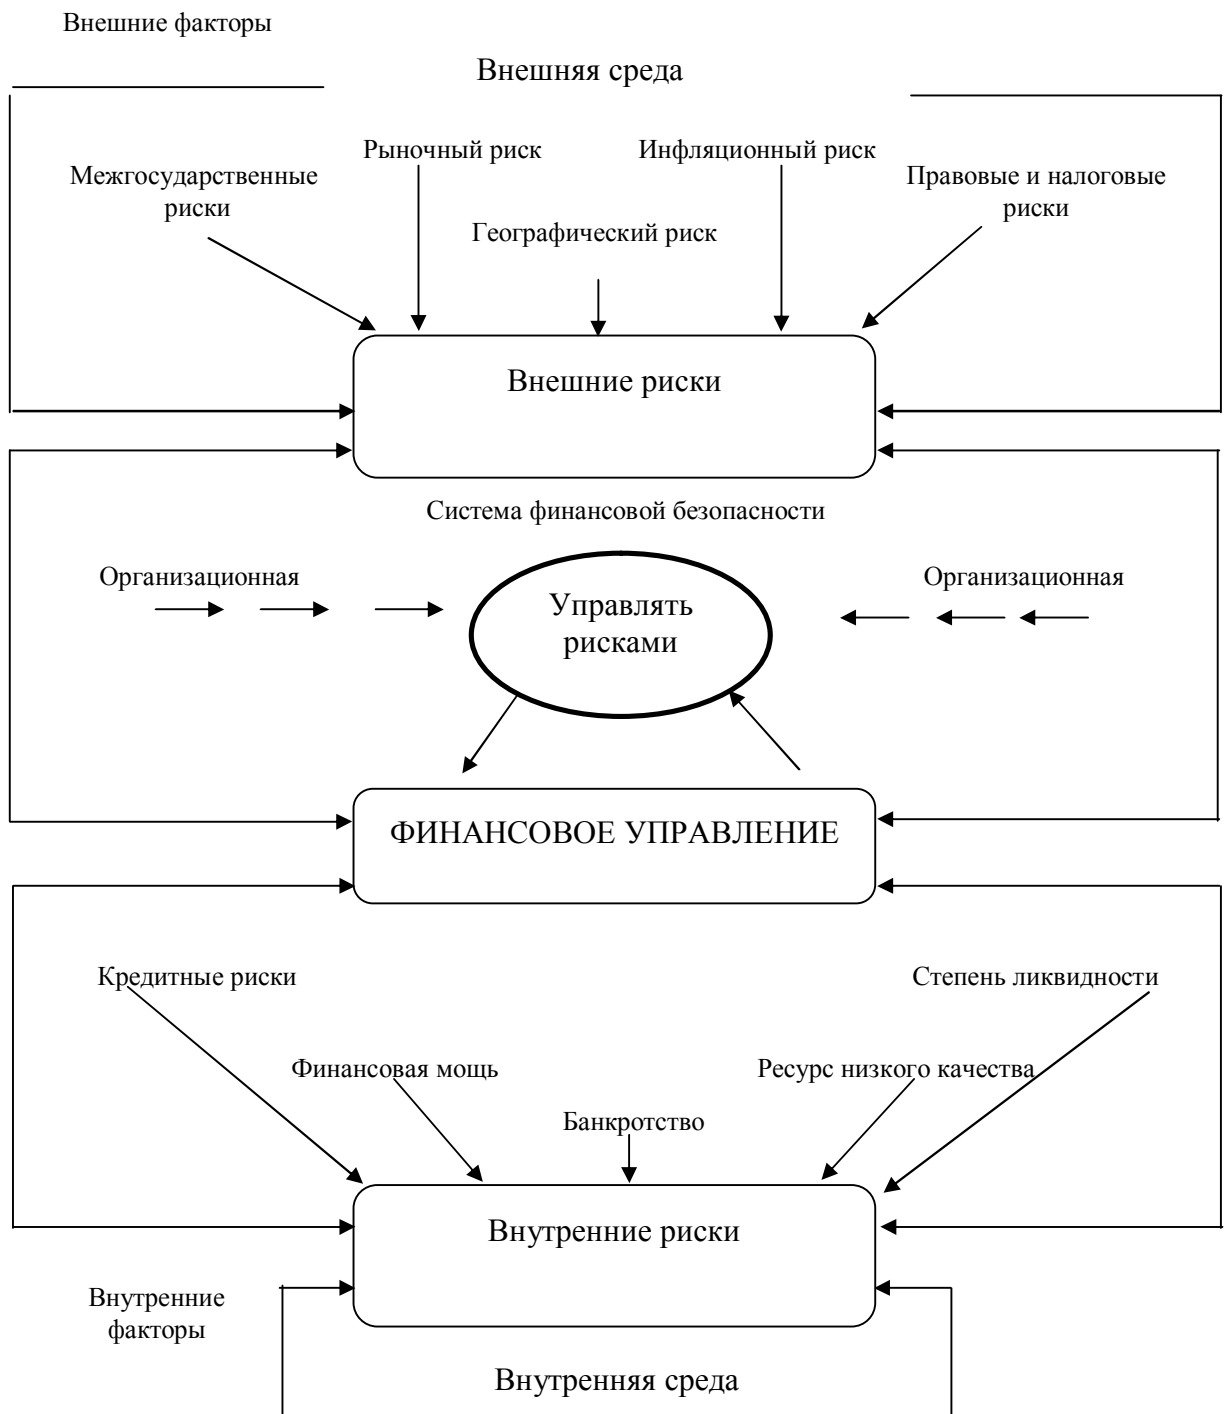 Внешние факторы
Внешняя среда
Рыночный риск
Инфляционный риск
Межгосударственные
риски
Правовые и налоговые
риски
Географический риск
Внешние риски
Система финансовой безопасности
Организационная
Организационная
Управлять
рисками
ФИНАНСОВОЕ УПРАВЛЕНИЕ
Кредитные риски
Степень ликвидности
Финансовая мощь
Ресурс низкого качества
Банкротство
Внутренние риски
Внутренние
факторы
Внутренняя среда